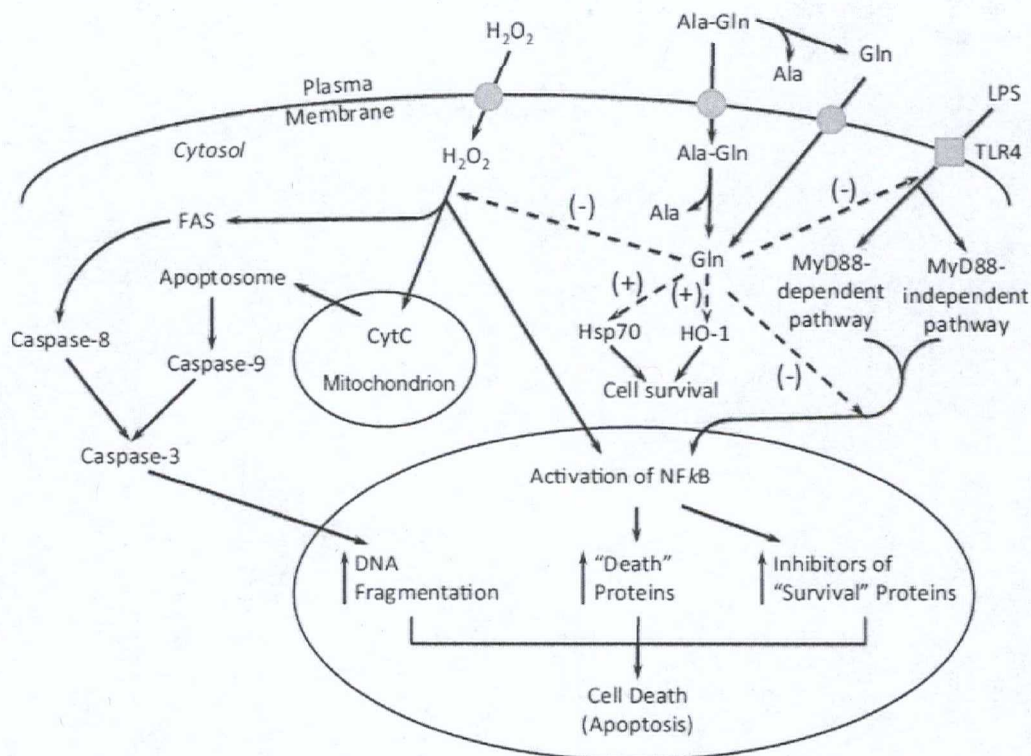 H₂O₂
Ala-Gln
Gln
Ala
Plasma
Membrane
LPS
Cytosol
H₂O₂
Ala-Gln
TLR4
(-)
(-)
Ala
FAS
Gln
Apoptosome
(+)
(+)
MyD88-
dependent
pathway
MyD88-
independent
pathway
Caspase-8
CytC
Hsp70
HO-1
Caspase-9
Mitochondrion
Cell survival
(-)
Caspase-3
Activation of NFkB
DNA
Fragmentation
"Death"
Proteins
Inhibitors of
"Survival" Proteins
Cell Death
(Apoptosis)